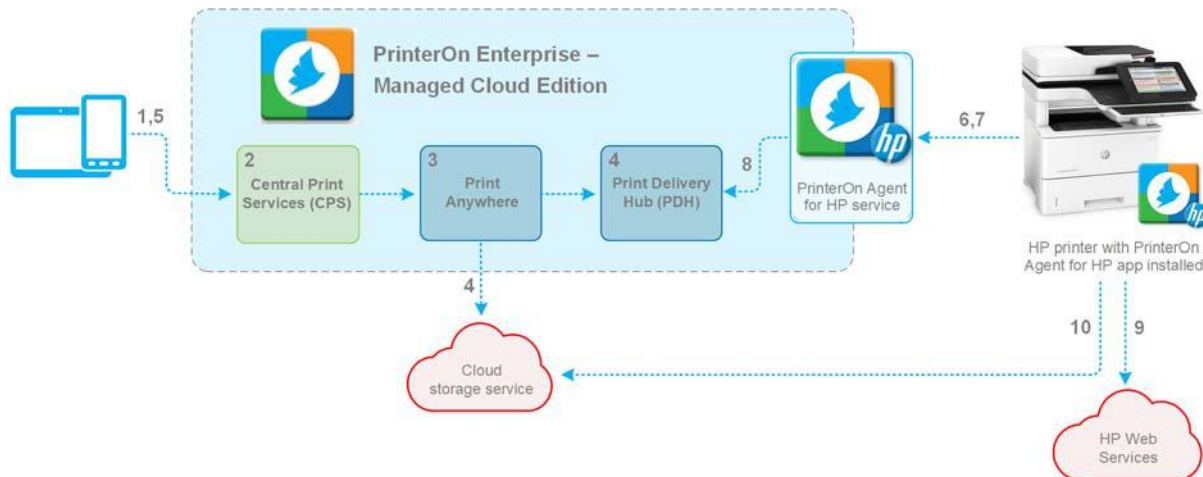 PrinterOn Enterprise –
Managed Cloud Edition
1,5
2
Central Print
Services (CPS)
3
Print
Anywhere
4
Print Delivery
Hub (PDH)
8
hp
PrinterOn Agent
for HP service
6,7
hp
HP printer with PrinterOn
Agent for HP app installed
4
Cloud
storage service
10
9
HP Web
Services